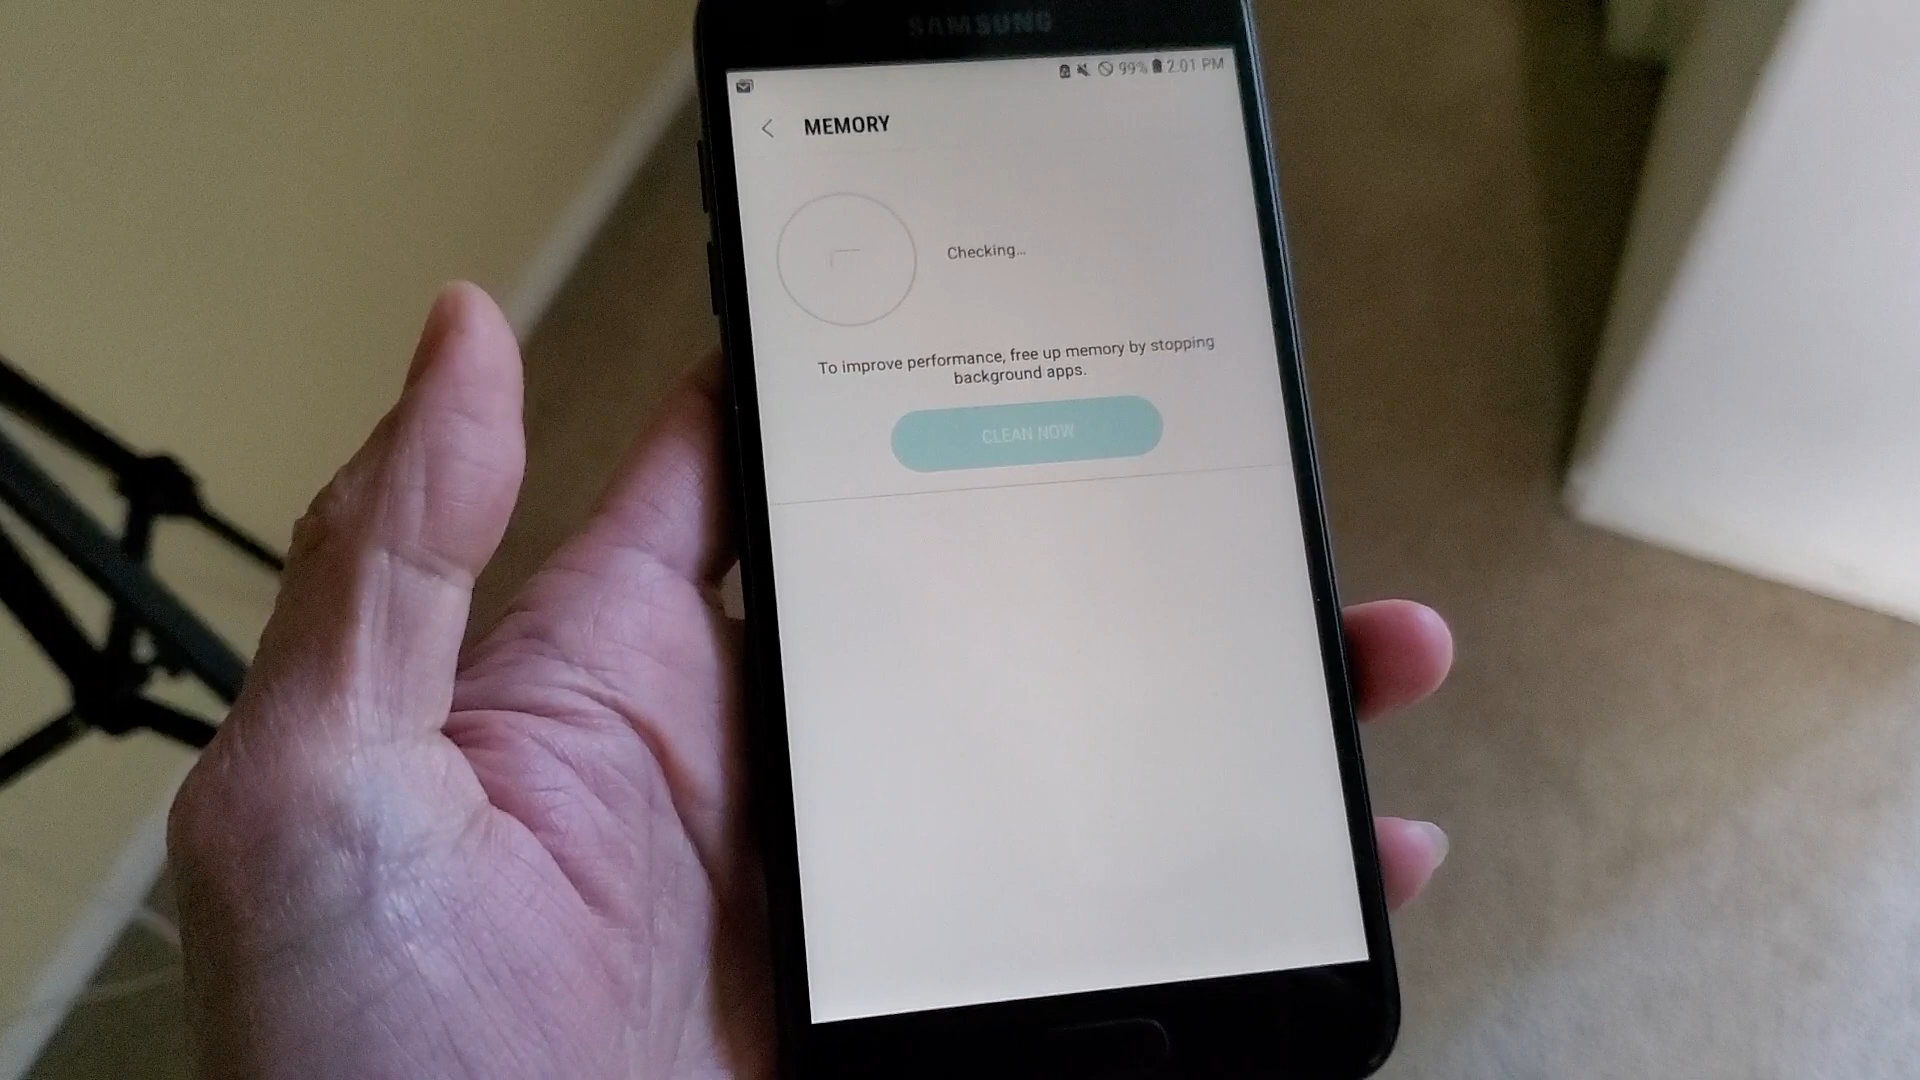 SAMSUNG
99% 2:01 PM
MEMORY
Checking...
To improve performance, free up memory by stopping
background apps.
CLEAN NOW